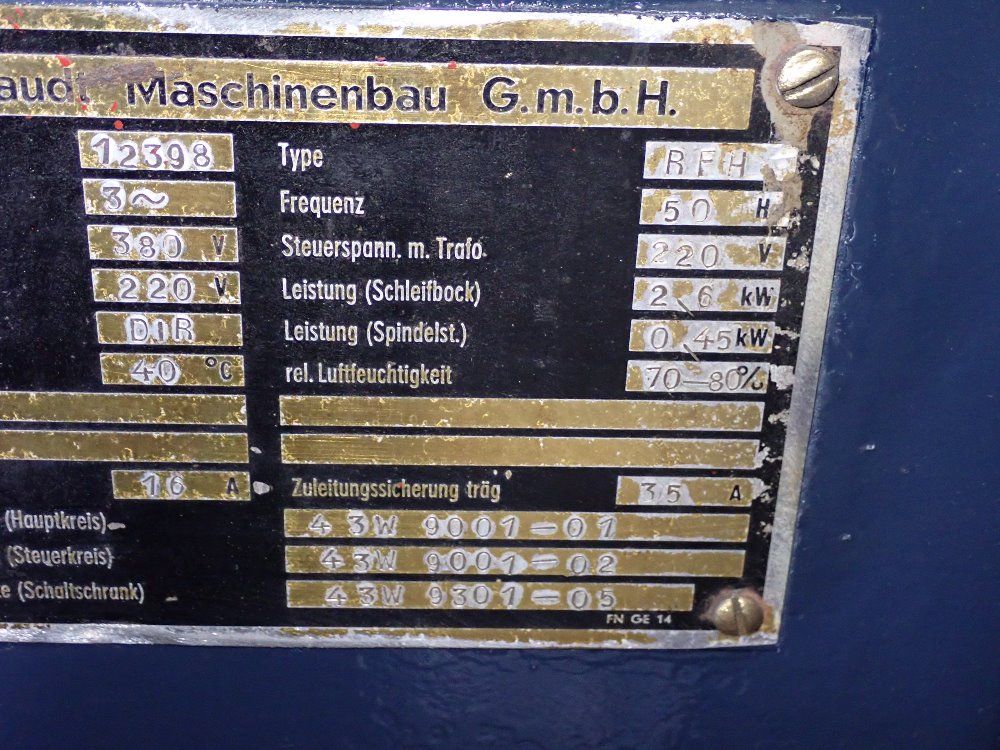 Maschinenbau G.m.b.H.
12398 Type RFH
3~ Frequenz 50 H
380 V Steuerspann. m. Trafo 220 V
220 V Leistung (Schleifbock) 2,6 kW
DIR Leistung (Spindelst.) 0,45 kW
40 °C rel. Luftfeuchtigkeit 70-80%
16 A Zuleitungssicherung träg 35 A
(Hauptkreis) 43W 9001-01
(Steuerkreis) 43W 9001-02
(Schaltschrank) 43W 9301-05
FN GE 14